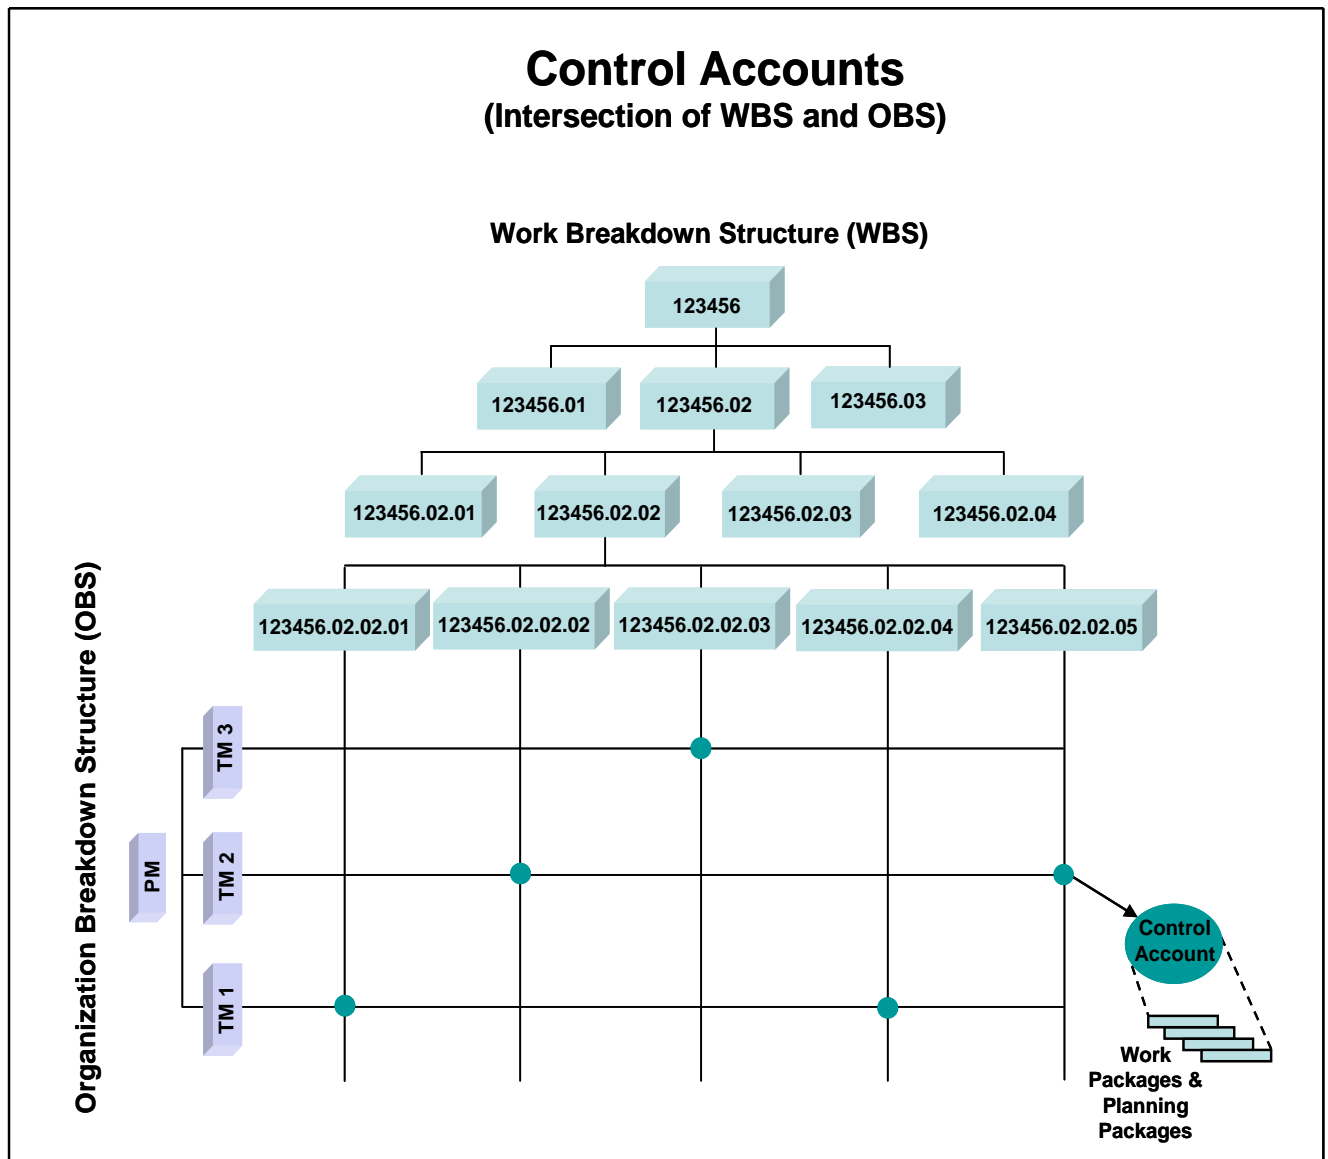 Control Accounts
(Intersection of WBS and OBS)
Work Breakdown Structure (WBS)
123456
123456.01
123456.02
123456.03
123456.02.01
123456.02.02
123456.02.03
123456.02.04
123456.02.02.01
123456.02.02.02
123456.02.02.03
123456.02.02.04
123456.02.02.05
Organization Breakdown Structure (OBS)
PM
TM 3
TM 2
TM 1
Control
Account
Work
Packages &
Planning
Packages